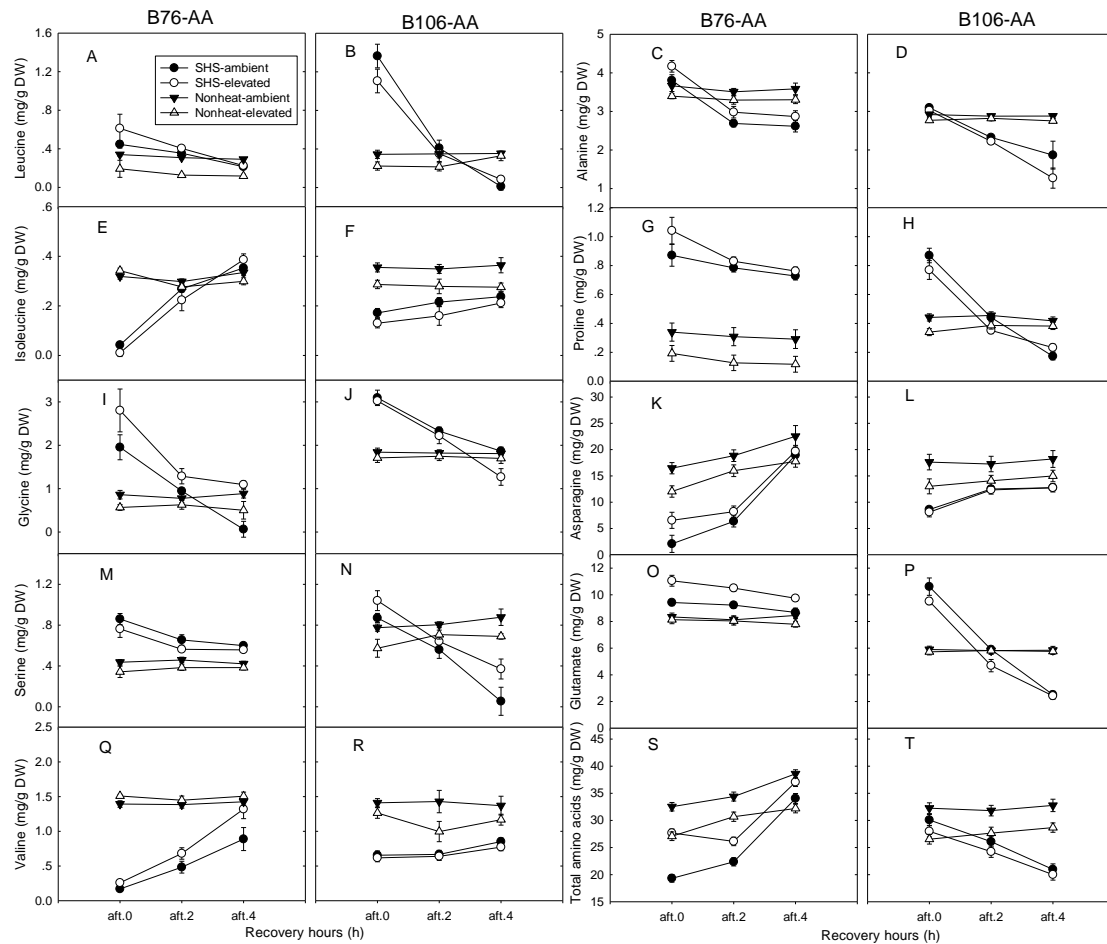 B76-AA B106-AA B76-AA B106-AA
A B C D
SHS-ambient
SHS-elevated
Nonheat-ambient
Nonheat-elevated
Leucine (mg/g DW)
1.6
1.2
.8
.4
0.0
Alanine (mg/g DW)
5
4
3
2
1
E F G H
Isoleucine (mg/g DW)
.6
.4
.2
0.0
Proline (mg/g DW)
1.2
1.0
.8
.6
.4
.2
0.0
I J K L
Glycine (mg/g DW)
3
2
1
0
Asparagine (mg/g DW)
30
25
20
15
10
5
0
M N O P
Serine (mg/g DW)
1.2
.8
.4
0.0
Glutamate (mg/g DW)
12
10
8
6
4
2
0
Q R S T
Valine (mg/g DW)
2.5
2.0
1.5
1.0
.5
0.0
Total amino acids (mg/g DW)
45
40
35
30
25
20
15
aft.0 aft.2 aft.4 aft.0 aft.2 aft.4 aft.0 aft.2 aft.4 aft.0 aft.2 aft.4
Recovery hours (h) Recovery hours (h)